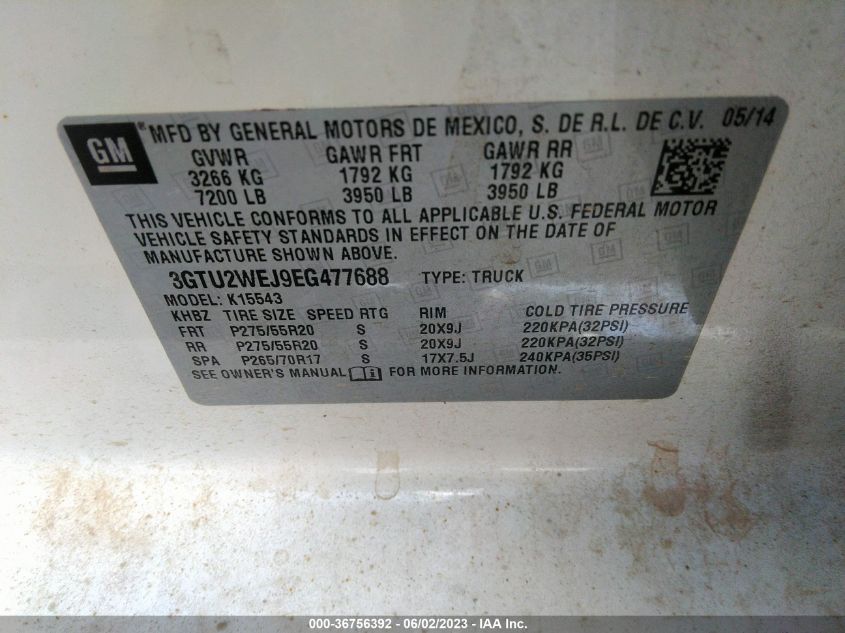 GM® MFD BY GENERAL MOTORS DE MEXICO, S. DE R.L. DE C.V. 05/14
GVWR GAWR FRT GAWR RR
3266 KG 1792 KG 1792 KG
7200 LB 3950 LB 3950 LB
THIS VEHICLE CONFORMS TO ALL APPLICABLE U.S. FEDERAL MOTOR
VEHICLE SAFETY STANDARDS IN EFFECT ON THE DATE OF
MANUFACTURE SHOWN ABOVE.
3GTU2WEJ9EG477688 TYPE: TRUCK
MODEL: K15543
KHBZ TIRE SIZE SPEED RTG RIM COLD TIRE PRESSURE
FRT P275/55R20 S 20X9J 220KPA(32PSI)
RR P275/55R20 S 20X9J 220KPA(32PSI)
SPA P265/70R17 S 17X7.5J 240KPA(35PSI)
SEE OWNER'S MANUAL FOR MORE INFORMATION.
000-36756392 - 06/02/2023 - IAA Inc.